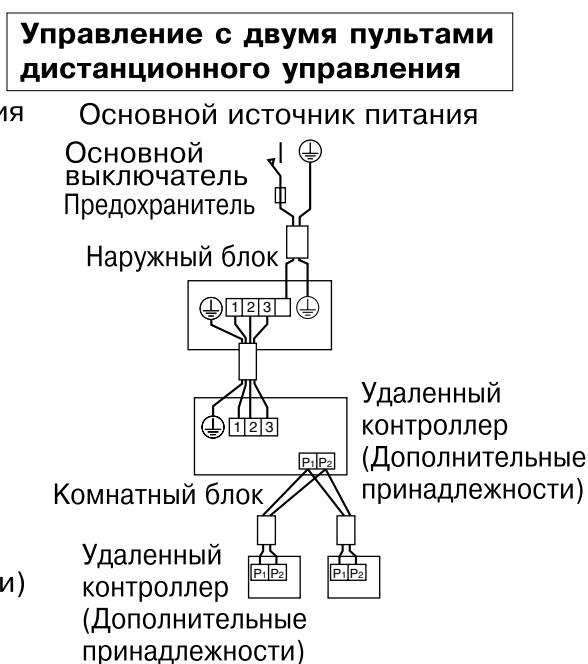 Управление с двумя пультами
дистанционного управления
ия
Основной источник питания
Основной
выключатель
Предохранитель
Наружный блок
1 2 3
1 2 3
P1 P2
Удаленный
контроллер
(Дополнительные
принадлежности)
Комнатный блок
P1 P2
P1 P2
Удаленный
контроллер
(Дополнительные
принадлежности)
и)